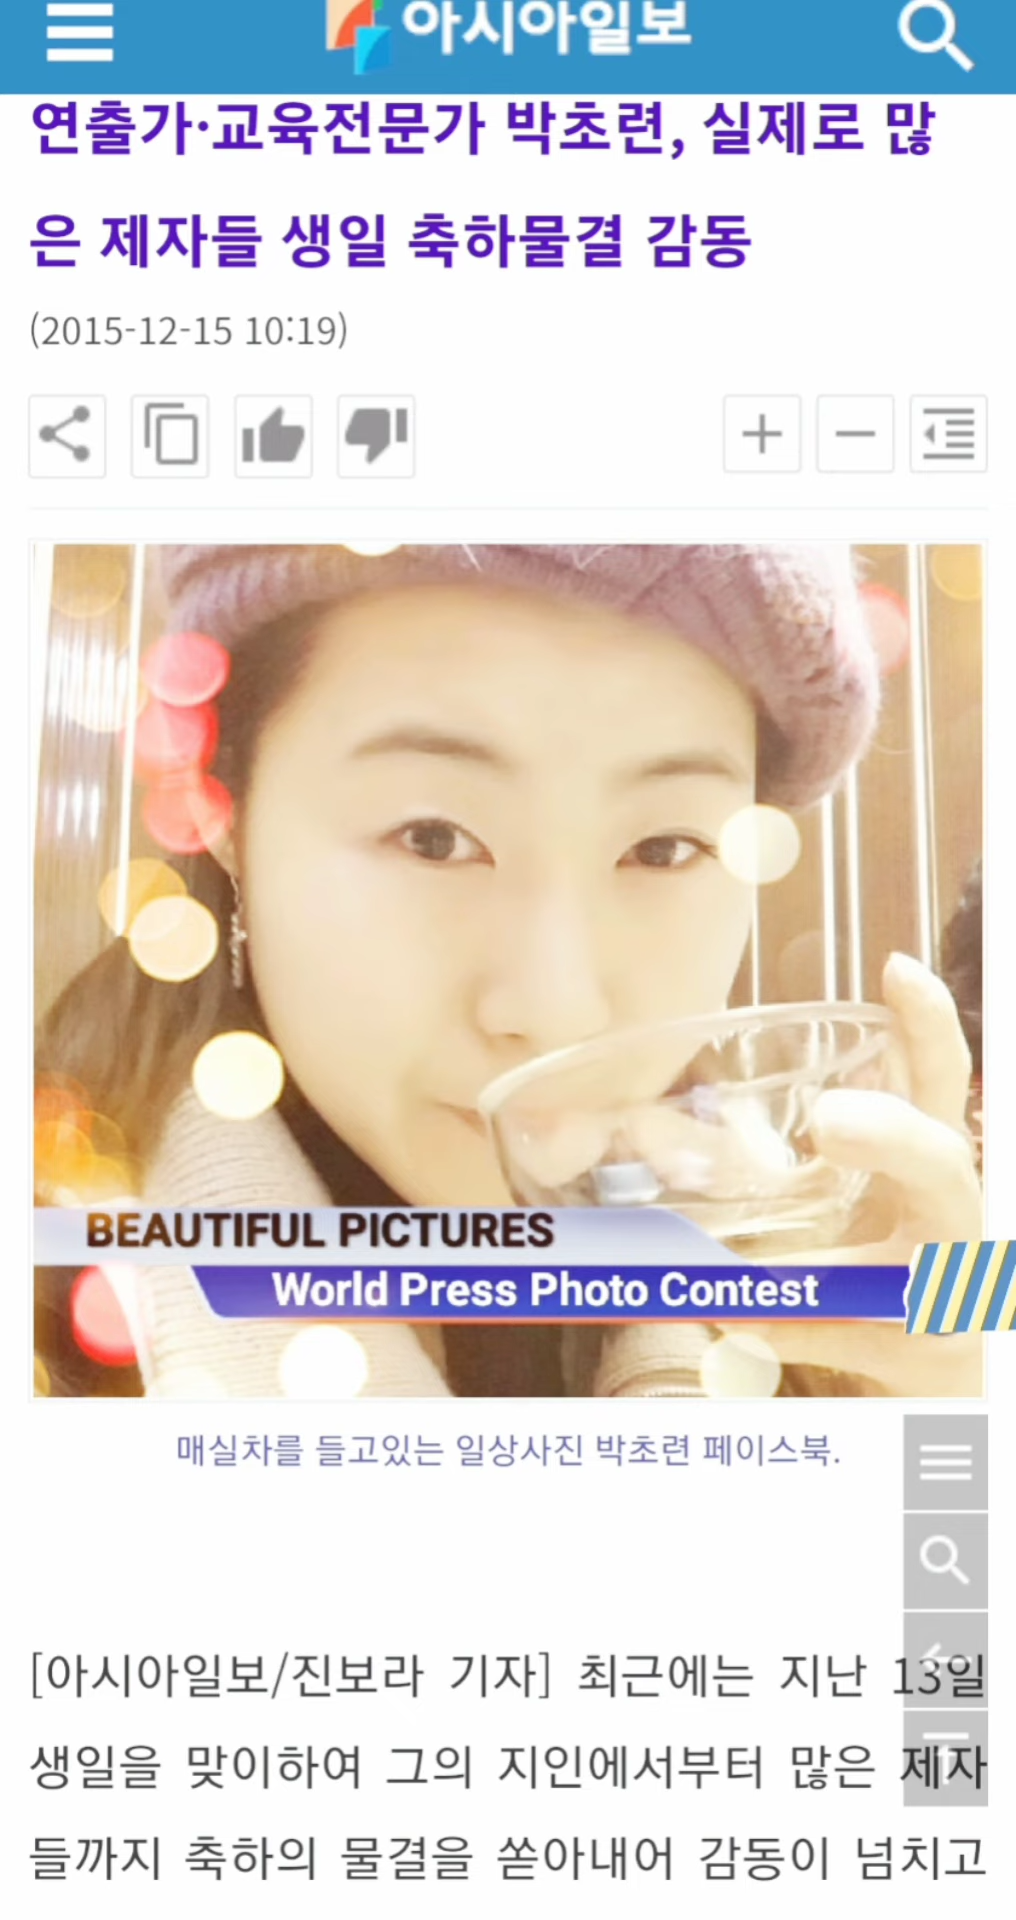 아시아일보
연출가·교육전문가 박초련, 실제로 많
은 제자들 생일 축하물결 감동
(2015-12-15 10:19)
BEAUTIFUL PICTURES
World Press Photo Contest
매실차를 들고있는 일상사진 박초련 페이스북.
[아시아일보/진보라 기자] 최근에는 지난 13일
생일을 맞이하여 그의 지인에서부터 많은 제자
들까지 축하의 물결을 쏟아내어 감동이 넘치고